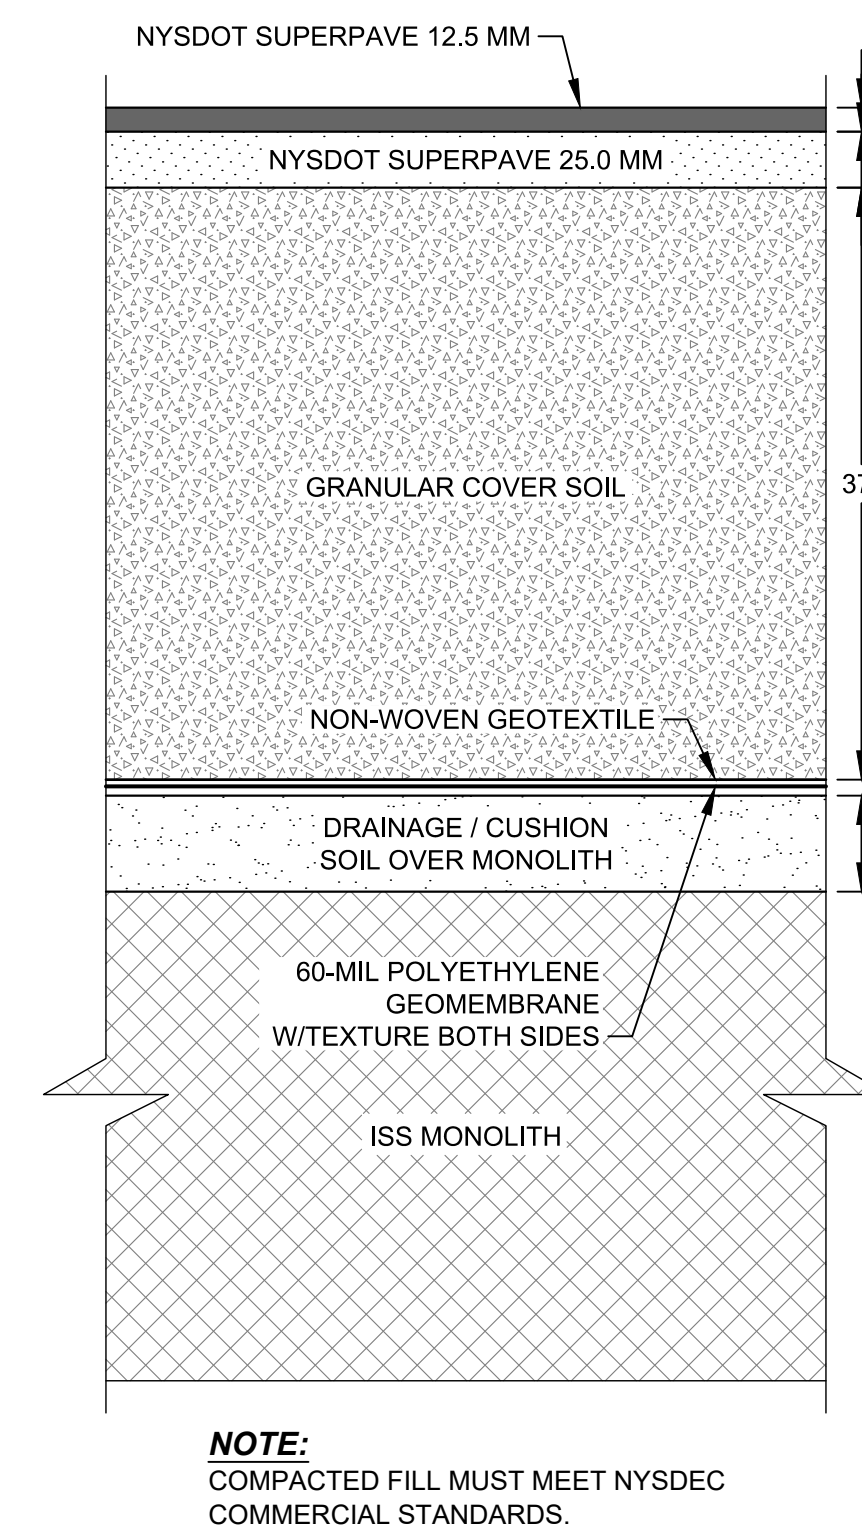 NYSDOT SUPERPAVE 12.5 MM
NYSDOT SUPERPAVE 25.0 MM
GRANULAR COVER SOIL
37
NON-WOVEN GEOTEXTILE
DRAINAGE / CUSHION
SOIL OVER MONOLITH
60-MIL POLYETHYLENE
GEOMEMBRANE
W/TEXTURE BOTH SIDES
ISS MONOLITH
NOTE:
COMPACTED FILL MUST MEET NYSDEC
COMMERCIAL STANDARDS.